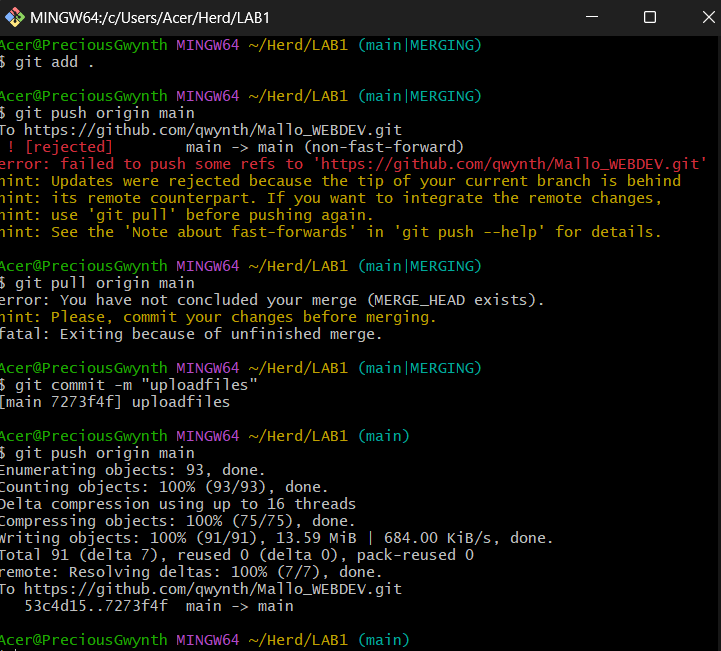 MINGW64:/c/Users/Acer/Herd/LAB1
Acer@PreciousGwynth MINGW64 ~/Herd/LAB1 (main|MERGING)
$ git add .
Acer@PreciousGwynth MINGW64 ~/Herd/LAB1 (main|MERGING)
$ git push origin main
To https://github.com/qwynth/Mallo_WEBDEV.git
! [rejected] main -> main (non-fast-forward)
error: failed to push some refs to 'https://github.com/qwynth/Mallo_WEBDEV.git'
hint: Updates were rejected because the tip of your current branch is behind
hint: its remote counterpart. If you want to integrate the remote changes,
hint: use 'git pull' before pushing again.
hint: See the 'Note about fast-forwards' in 'git push --help' for details.
Acer@PreciousGwynth MINGW64 ~/Herd/LAB1 (main|MERGING)
$ git pull origin main
error: You have not concluded your merge (MERGE_HEAD exists).
hint: Please, commit your changes before merging.
fatal: Exiting because of unfinished merge.
Acer@PreciousGwynth MINGW64 ~/Herd/LAB1 (main|MERGING)
$ git commit -m "uploadfiles"
[main 7273f4f] uploadfiles
Acer@PreciousGwynth MINGW64 ~/Herd/LAB1 (main)
$ git push origin main
Enumerating objects: 93, done.
Counting objects: 100% (93/93), done.
Delta compression using up to 16 threads
Compressing objects: 100% (75/75), done.
Writing objects: 100% (91/91), 13.59 MiB | 684.00 KiB/s, done.
Total 91 (delta 7), reused 0 (delta 0), pack-reused 0
remote: Resolving deltas: 100% (7/7), done.
To https://github.com/qwynth/Mallo_WEBDEV.git
53c4d15..7273f4f main -> main
Acer@PreciousGwynth MINGW64 ~/Herd/LAB1 (main)